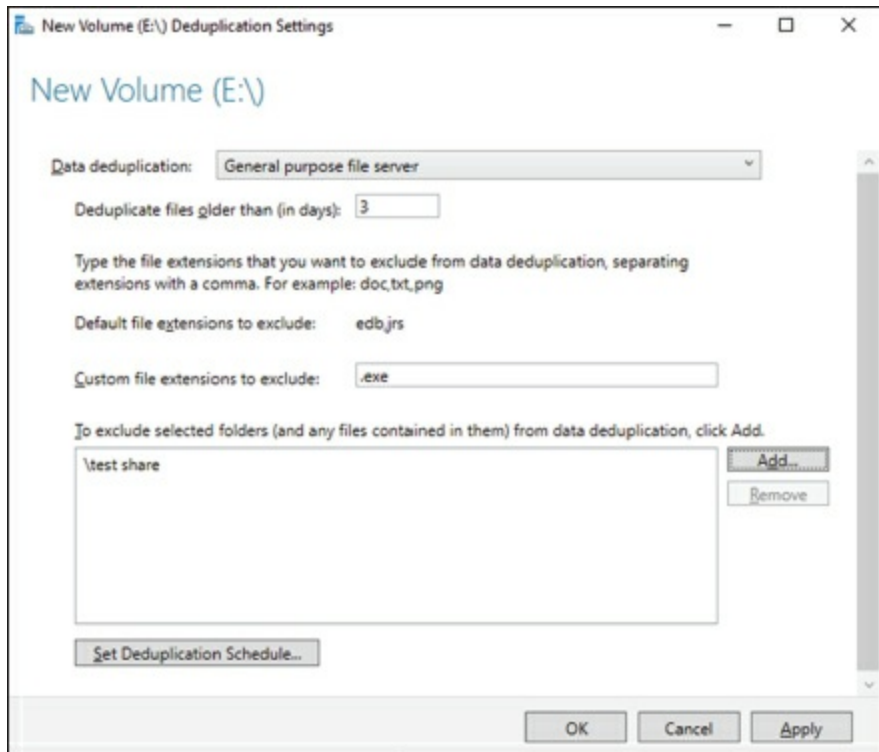 New Volume (E:\) Deduplication Settings
New Volume (E:\)
Data deduplication: General purpose file server
Deduplicate files older than (in days): 3
Type the file extensions that you want to exclude from data deduplication, separating
extensions with a comma. For example: doc,txt,png
Default file extensions to exclude: edb,jrs
Custom file extensions to exclude: .exe
To exclude selected folders (and any files contained in them) from data deduplication, click Add.
\test share
Add...
Remove
Set Deduplication Schedule...
OK Cancel Apply